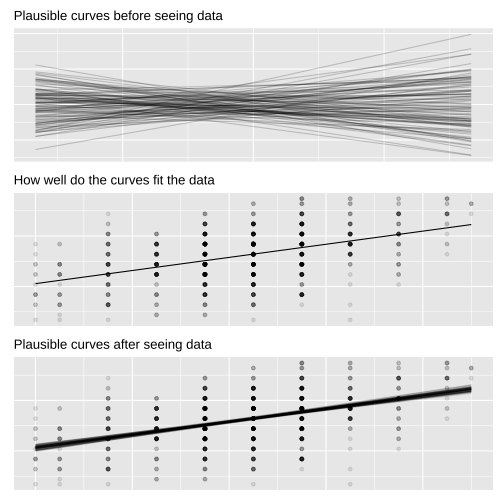 Plausible curves before seeing data
How well do the curves fit the data
Plausible curves after seeing data